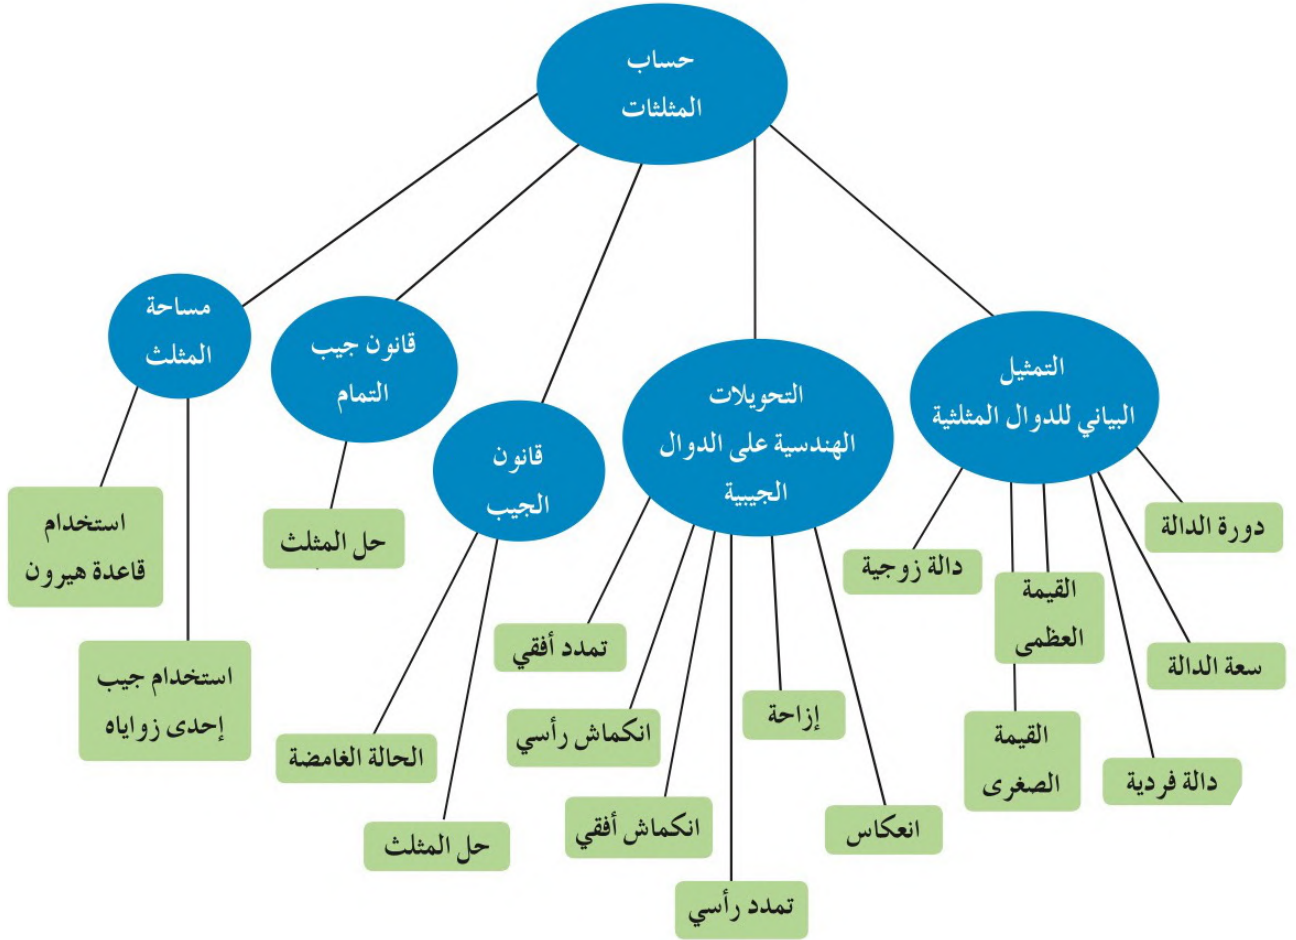 حساب
المثلثات
التمثيل
البياني للدوال المثلثية
دورة الدالة
سعة الدالة
دالة فردية
القيمة
العظمى
القيمة
الصغرى
دالة زوجية
التحويلات
الهندسية على الدوال
الجيبية
انعكاس
إزاحة
تمدد رأسي
انكماش أفقي
انكماش رأسي
تمدد أفقي
قانون
الجيب
حل المثلث
الحالة الغامضة
قانون جيب
التمام
حل المثلث
مساحة
المثلث
استخدام جيب
إحدى زواياه
استخدام
قاعدة هيرون